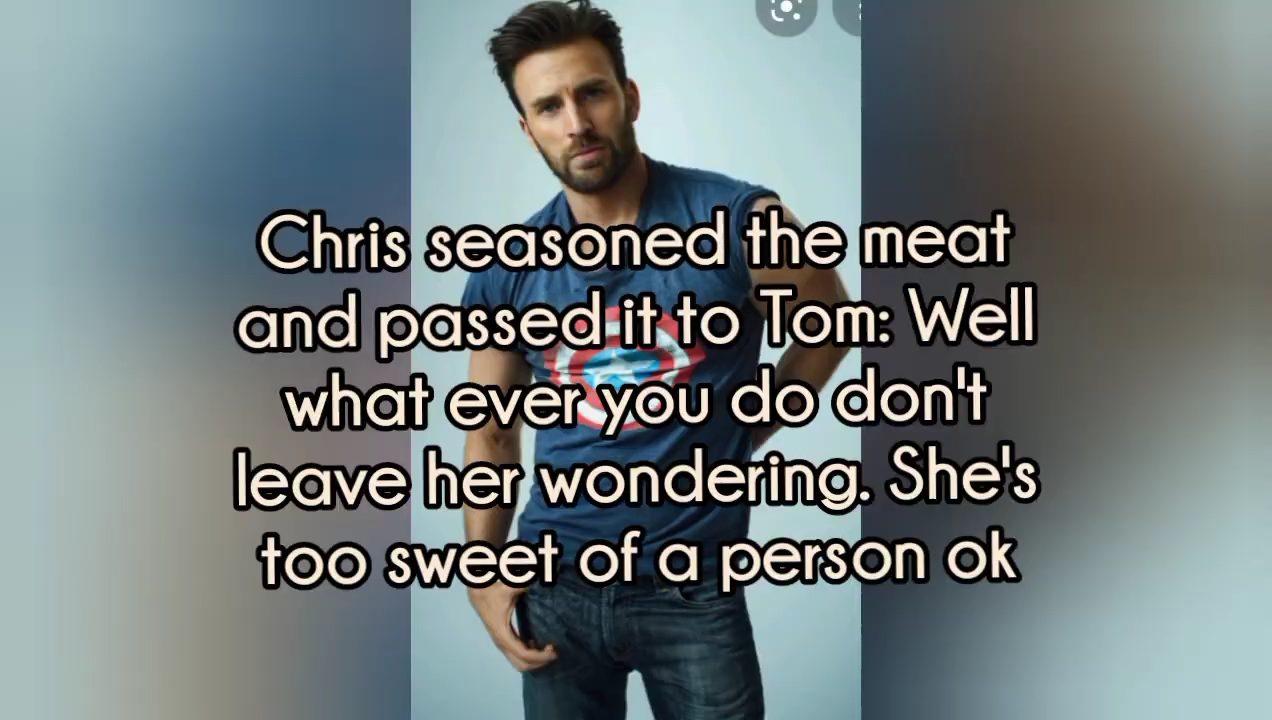 Chris seasoned the meat
and passed it to Tom: Well
what ever you do don't
leave her wondering. She's
too sweet of a person ok